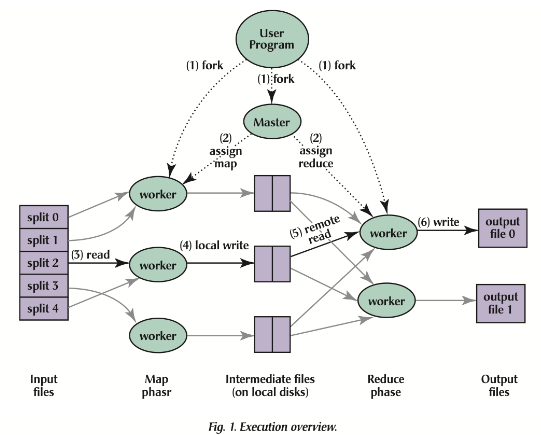 User
Program
(1) fork
(1) fork
(1) fork
Master
(2)
assign
map
(2)
assign
reduce
worker
split 0
split 1
split 2
split 3
split 4
(3) read
(4) local write
worker
worker
(5) remote
read
worker
(6) write
output
file 0
worker
output
file 1
Input
files
Map
phasr
Intermediate files
(on local disks)
Reduce
phase
Output
files
Fig. 1. Execution overview.